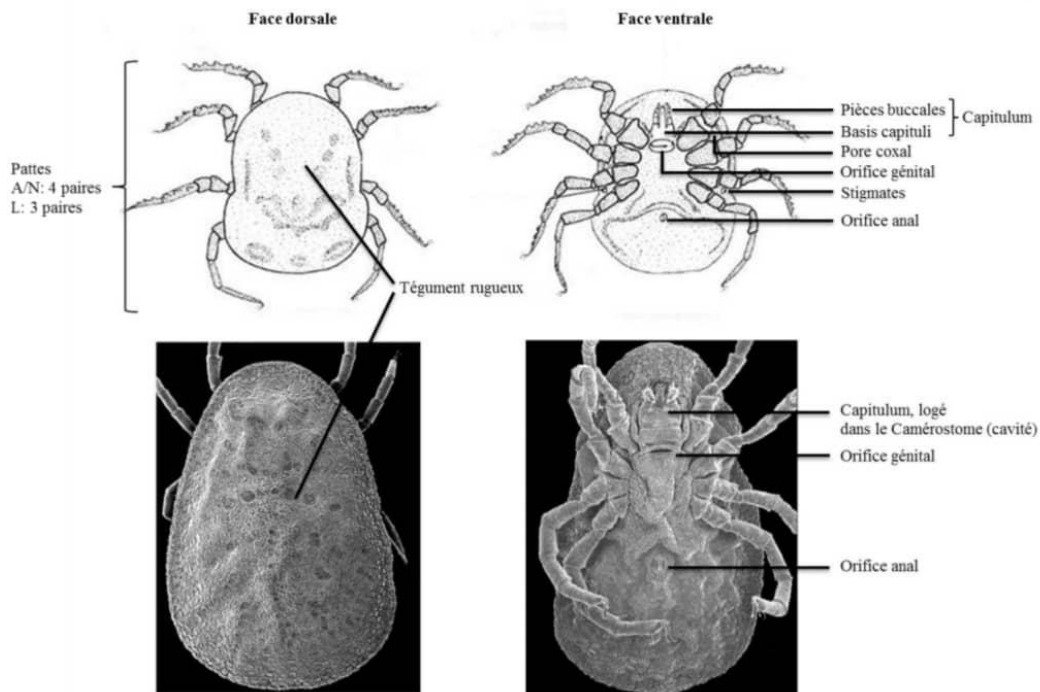 Face dorsale
Face ventrale
Pattes
A/N: 4 paires
L: 3 paires
Pièces buccales
Basis capituli
Capitulum
Pore coxal
Orifice génital
Stigmates
Orifice anal
Tégument rugueux
Capitulum, logé
dans le Camérostome (cavité)
Orifice génital
Orifice anal